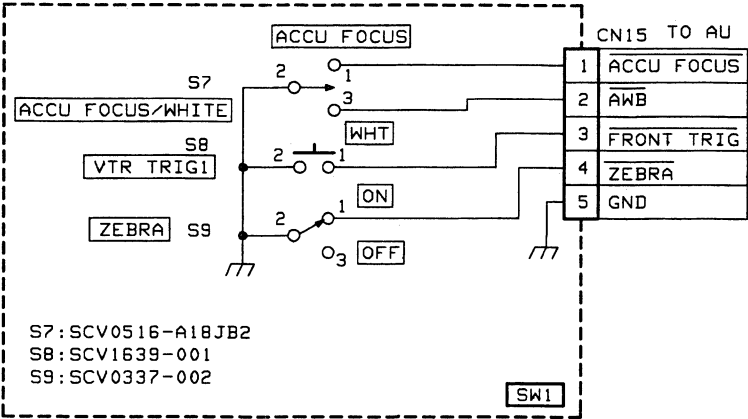 CN15 TO AU
ACCU FOCUS
1 ACCU FOCUS
S7 2 1
ACCU FOCUS/WHITE
3
2 AWB
WHT
3 FRONT TRIG
S8
VTR TRIG1 2 1
4 ZEBRA
ON
ZEBRA S9 2 1
5 GND
3 OFF
S7:SCV0516-A18JB2
S8:SCV1639-001
S9:SCV0337-002
SW1